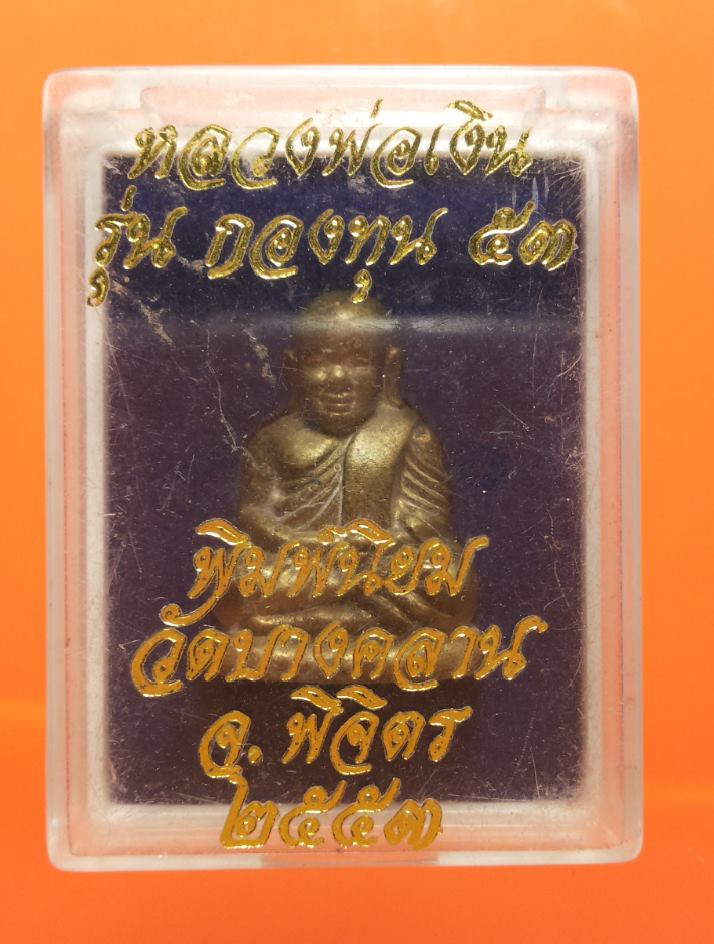 หลวงพ่อเงิน
รุ่น กองทุน ๕๓
พิมพ์นิยม
วัดบางคลาน
จ. พิจิตร
๒๕๕๓